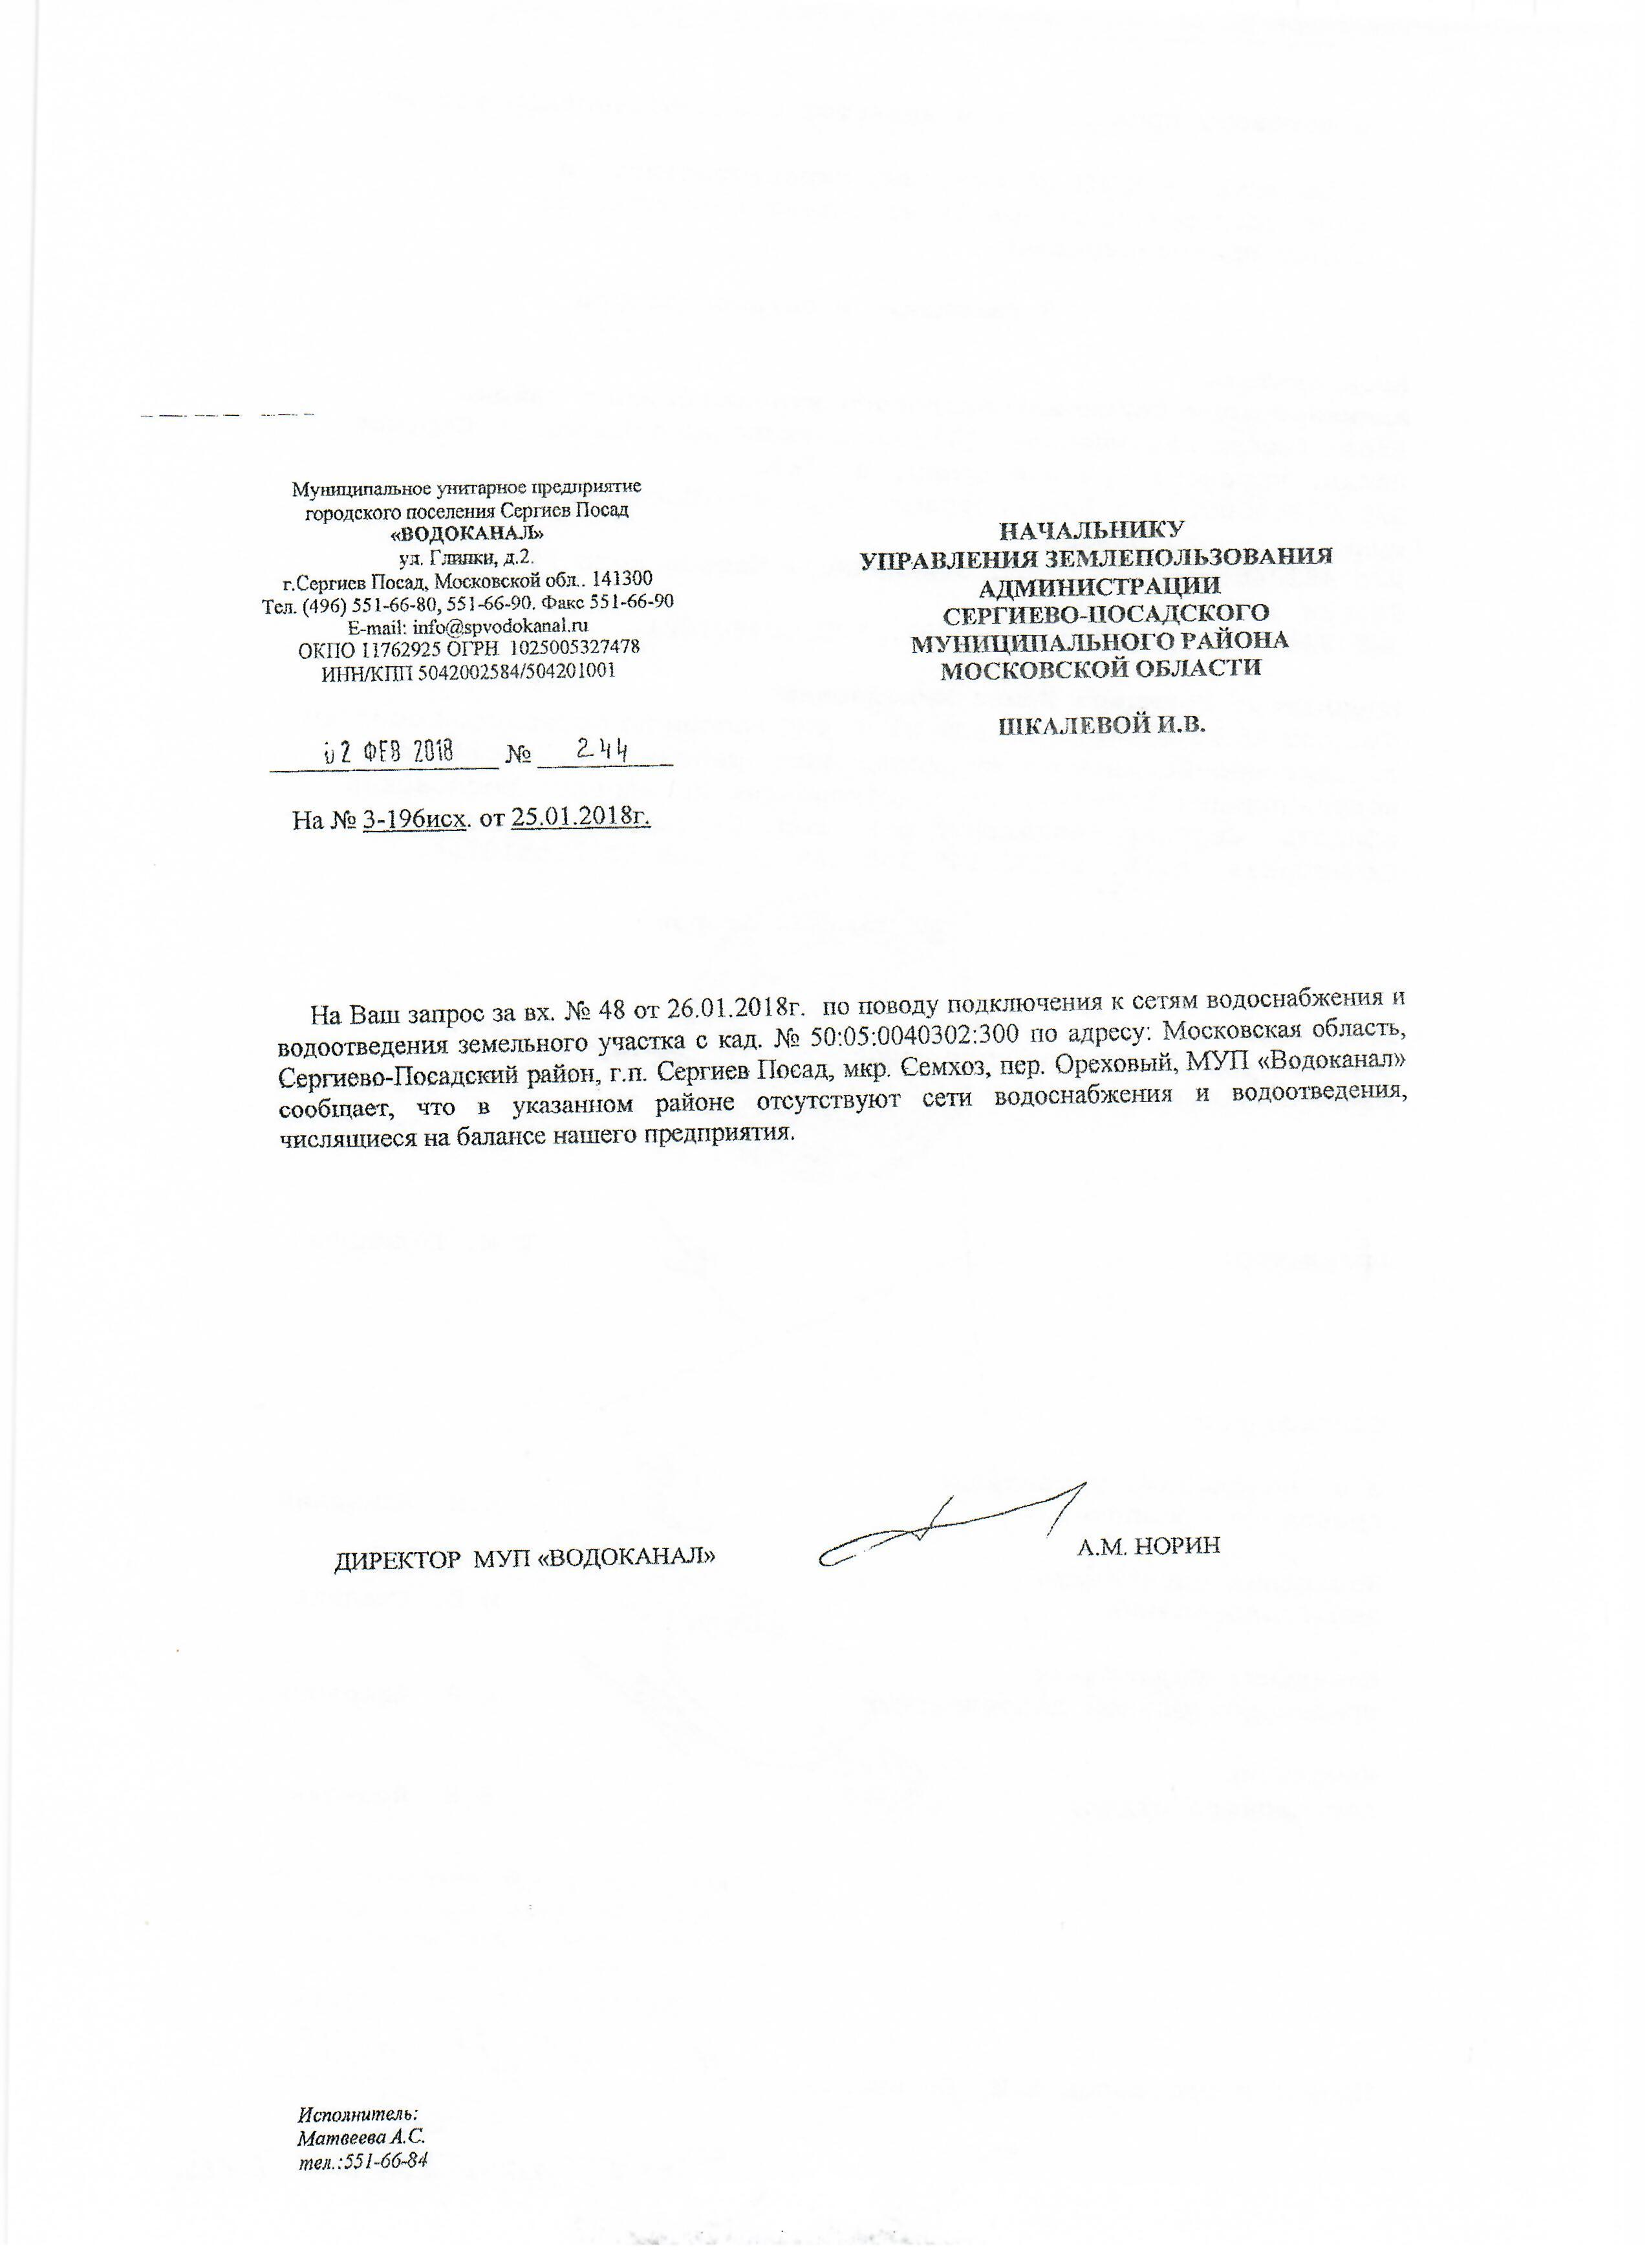 Муниципальное унитарное предприятие
городского поселения Сергиев Посад
«ВОДОКАНАЛ»
ул. Глинки, д.2.
г.Сергиев Посад, Московской обл.. 141300
Тел. (496) 551-66-80, 551-66-90. Факс 551-66-90
E-mail: info@spvodokanal.ru
ОКПО 11762925 ОГРН 1025005327478
ИНН/КПП 5042002584/504201001
02 ФЕВ 2018 № 244
На № 3-196исх. от 25.01.2018г.
НАЧАЛЬНИКУ
УПРАВЛЕНИЯ ЗЕМЛЕПОЛЬЗОВАНИЯ
АДМИНИСТРАЦИИ
СЕРГИЕВО-ПОСАДСКОГО
МУНИЦИПАЛЬНОГО РАЙОНА
МОСКОВСКОЙ ОБЛАСТИ
ШКАЛЕВОЙ И.В.
На Ваш запрос за вх. № 48 от 26.01.2018г. по поводу подключения к сетям водоснабжения и
водоотведения земельного участка с кад. № 50:05:0040302:300 по адресу: Московская область,
Сергиево-Посадский район, г.п. Сергиев Посад, мкр. Семхоз, пер. Ореховый, МУП «Водоканал»
сообщает, что в указанном районе отсутствуют сети водоснабжения и водоотведения,
числящиеся на балансе нашего предприятия.
ДИРЕКТОР МУП «ВОДОКАНАЛ» А.М. НОРИН
Исполнитель:
Матвеева А.С.
тел.:551-66-84